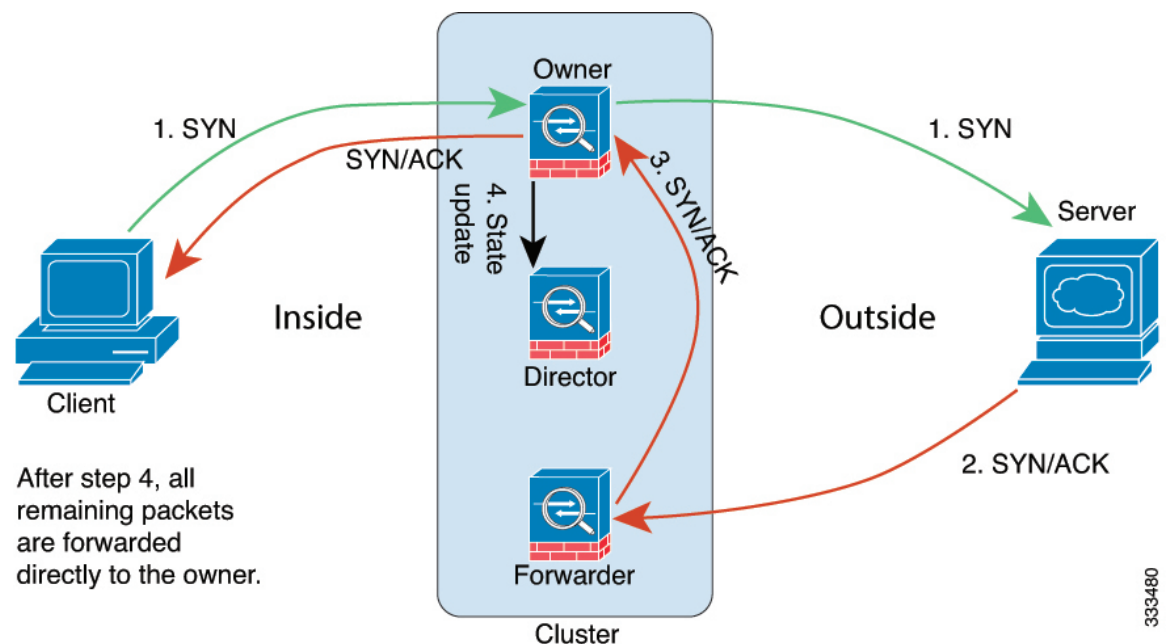 Owner
1. SYN
1. SYN
SYN/ACK
3. SYN/ACK
4. State
update
Server
Inside
Outside
Director
Client
2. SYN/ACK
After step 4, all
remaining packets
are forwarded
directly to the owner.
Forwarder
Cluster
333480